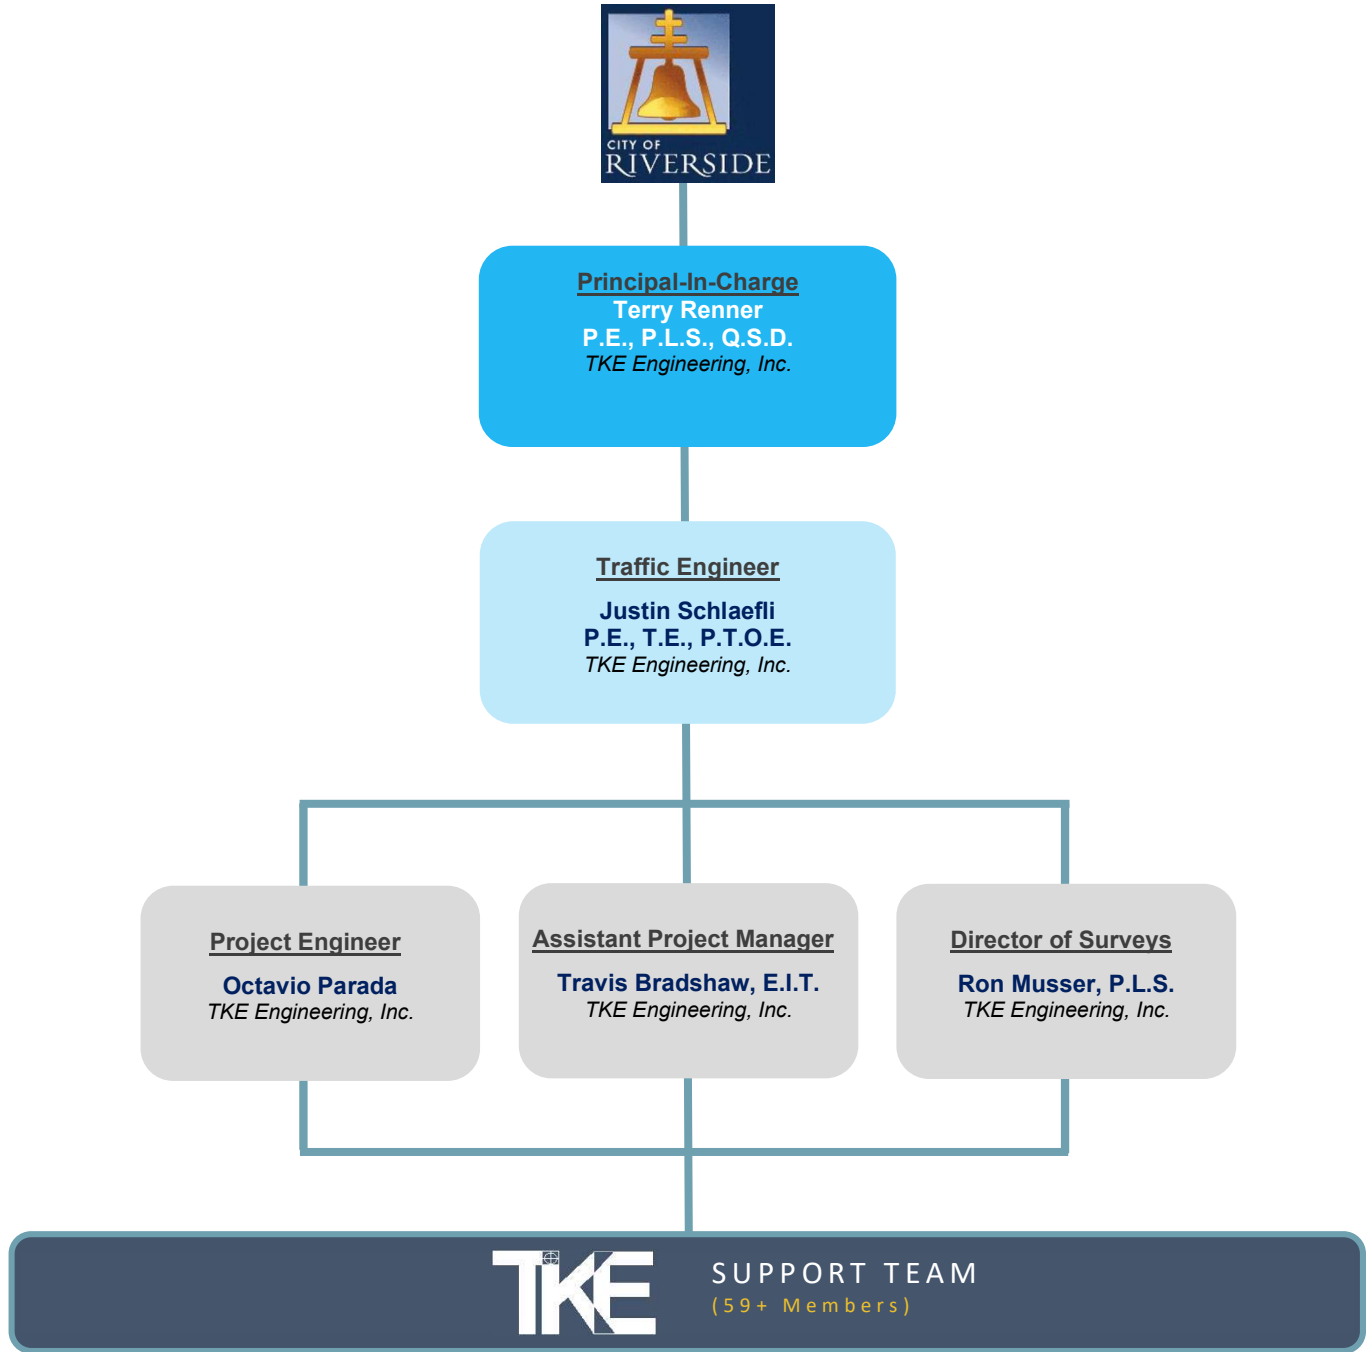 CITY OF
RIVERSIDE
Principal-In-Charge
Terry Renner
P.E., P.L.S., Q.S.D.
TKE Engineering, Inc.
Traffic Engineer
Justin Schlaefli
P.E., T.E., P.T.O.E.
TKE Engineering, Inc.
Project Engineer
Octavio Parada
TKE Engineering, Inc.
Assistant Project Manager
Travis Bradshaw, E.I.T.
TKE Engineering, Inc.
Director of Surveys
Ron Musser, P.L.S.
TKE Engineering, Inc.
TKE
SUPPORT TEAM
(59+ Members)